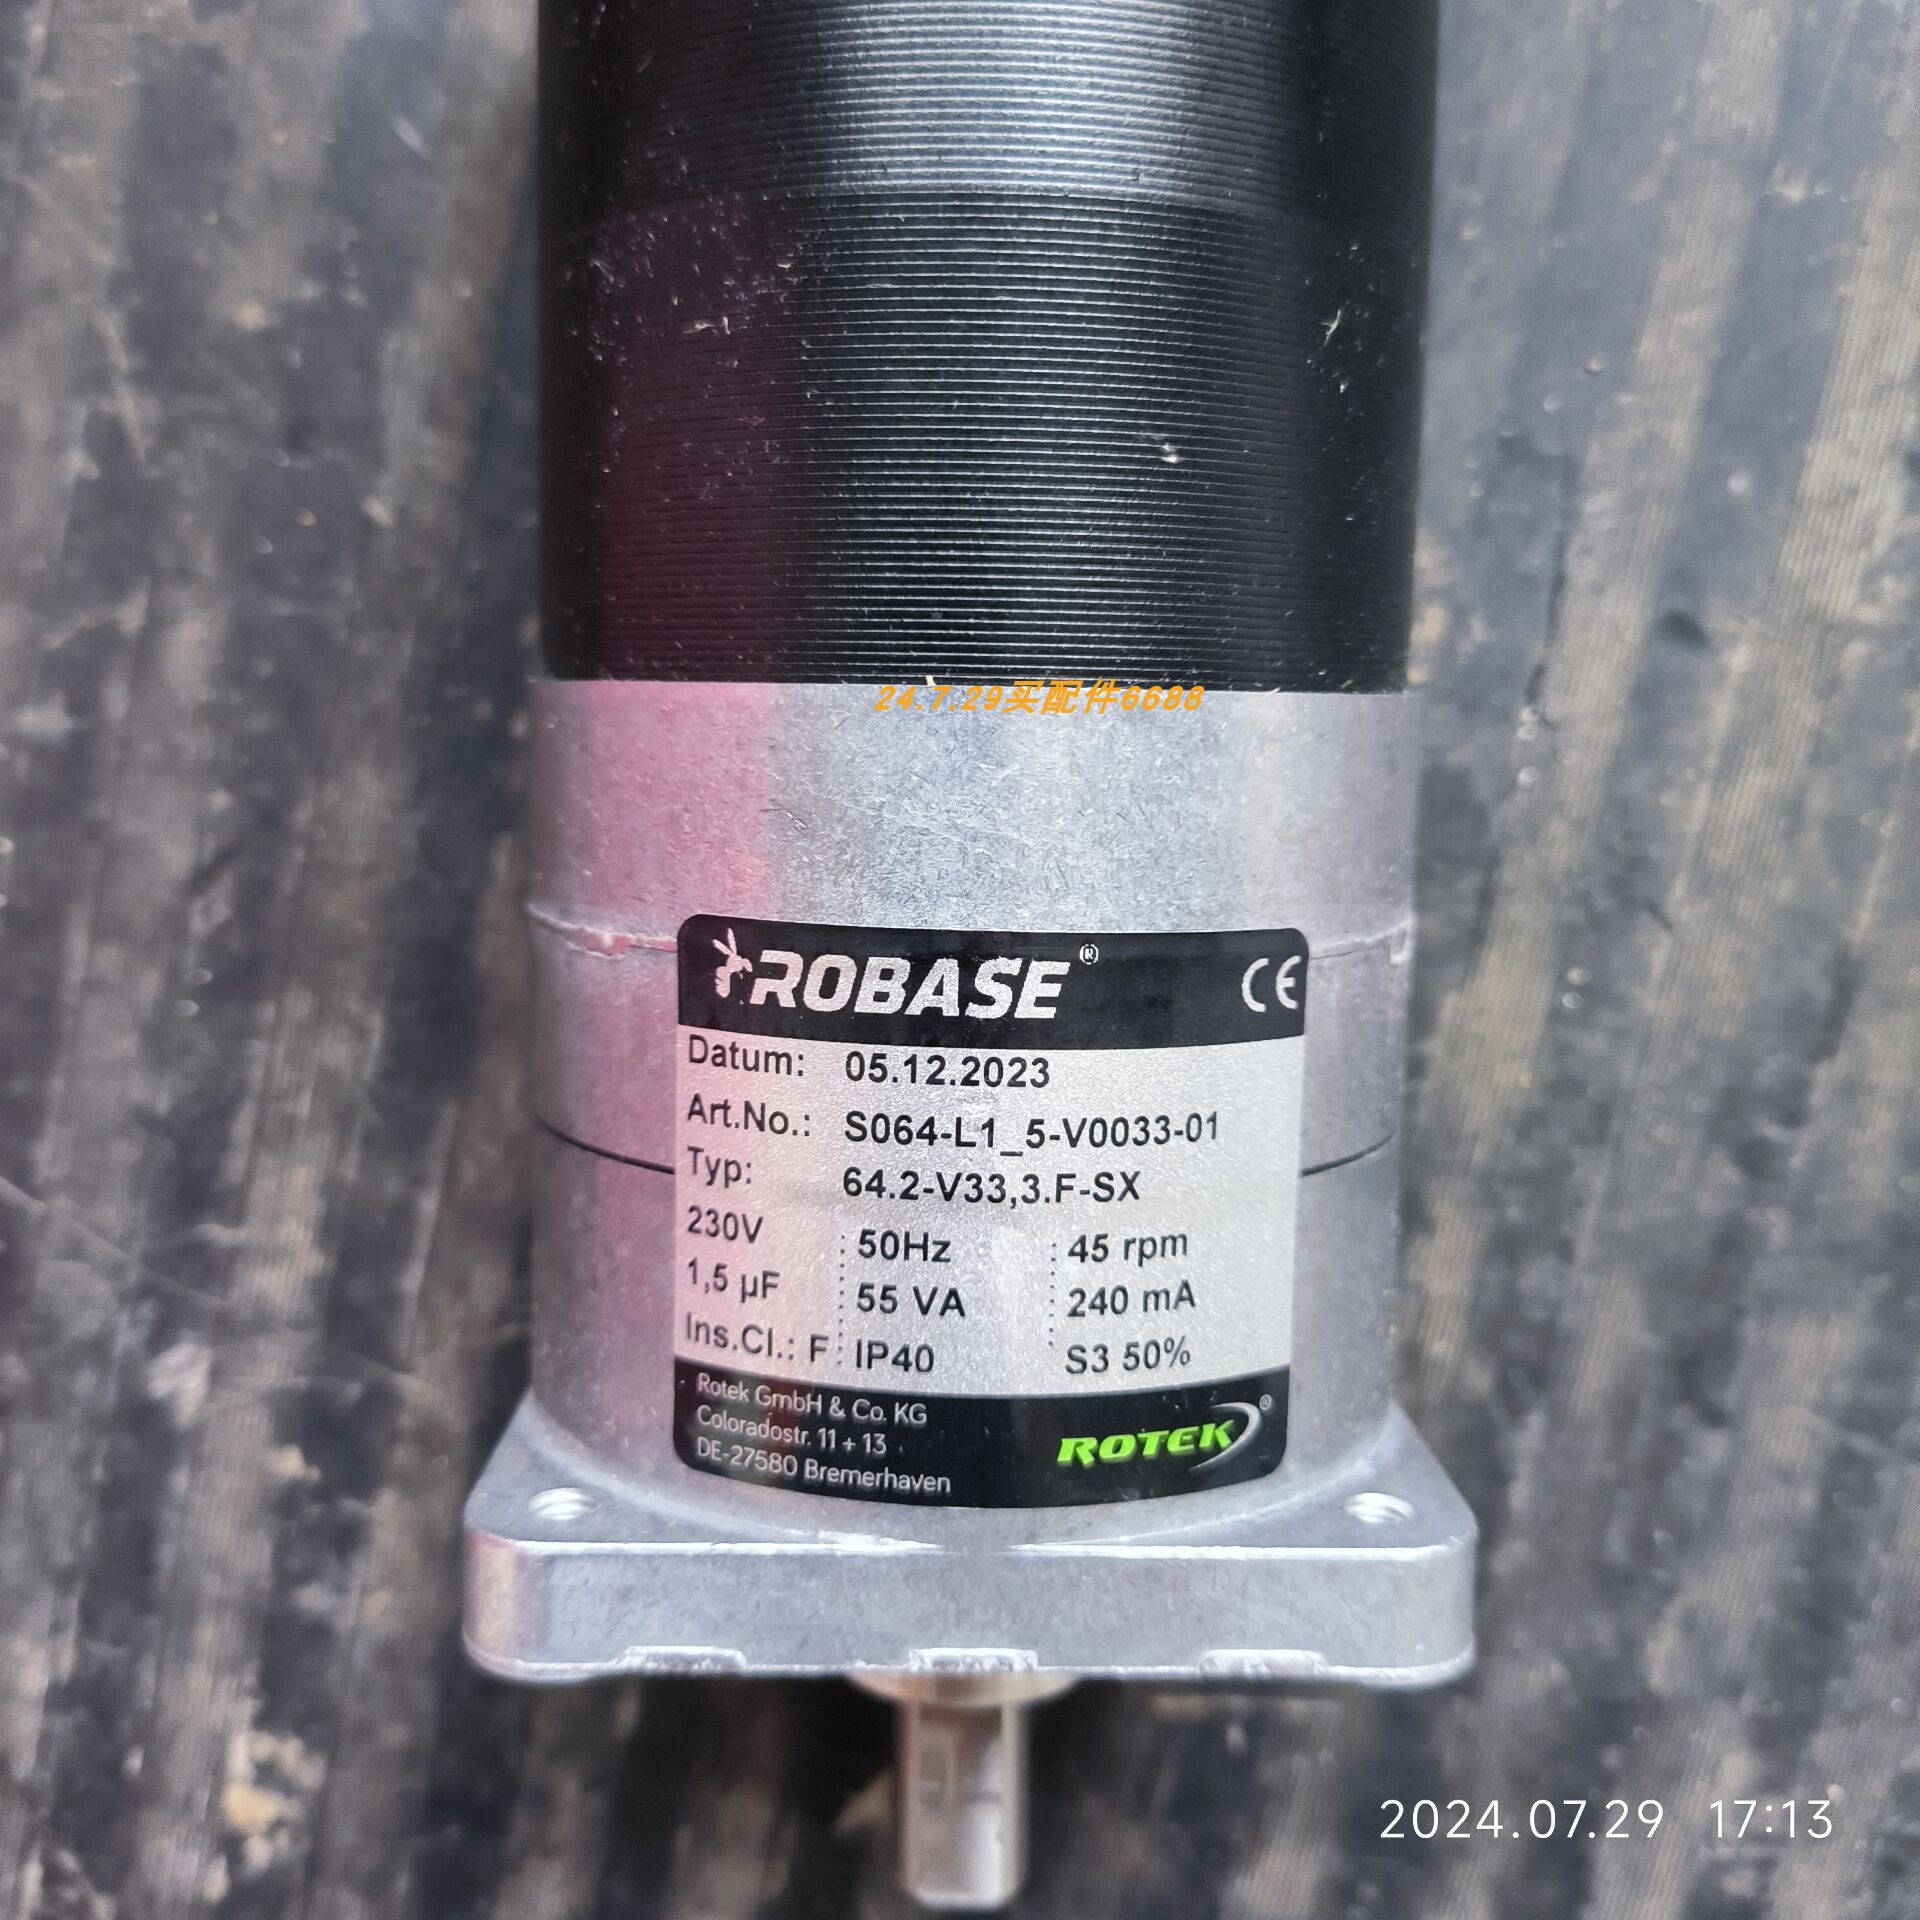 24.7.29买配件6688
ROBASE® CE
Datum: 05.12.2023
Art.No.: S064-L1_5-V0033-01
Typ: 64.2-V33,3.F-SX
230V 50Hz 45 rpm
1,5 µF 55 VA 240 mA
Ins.Cl.: F IP40 S3 50%
Rotek GmbH & Co. KG
Coloradostr. 11 + 13
DE-27580 Bremerhaven
ROTEK®
2024.07.29 17:13